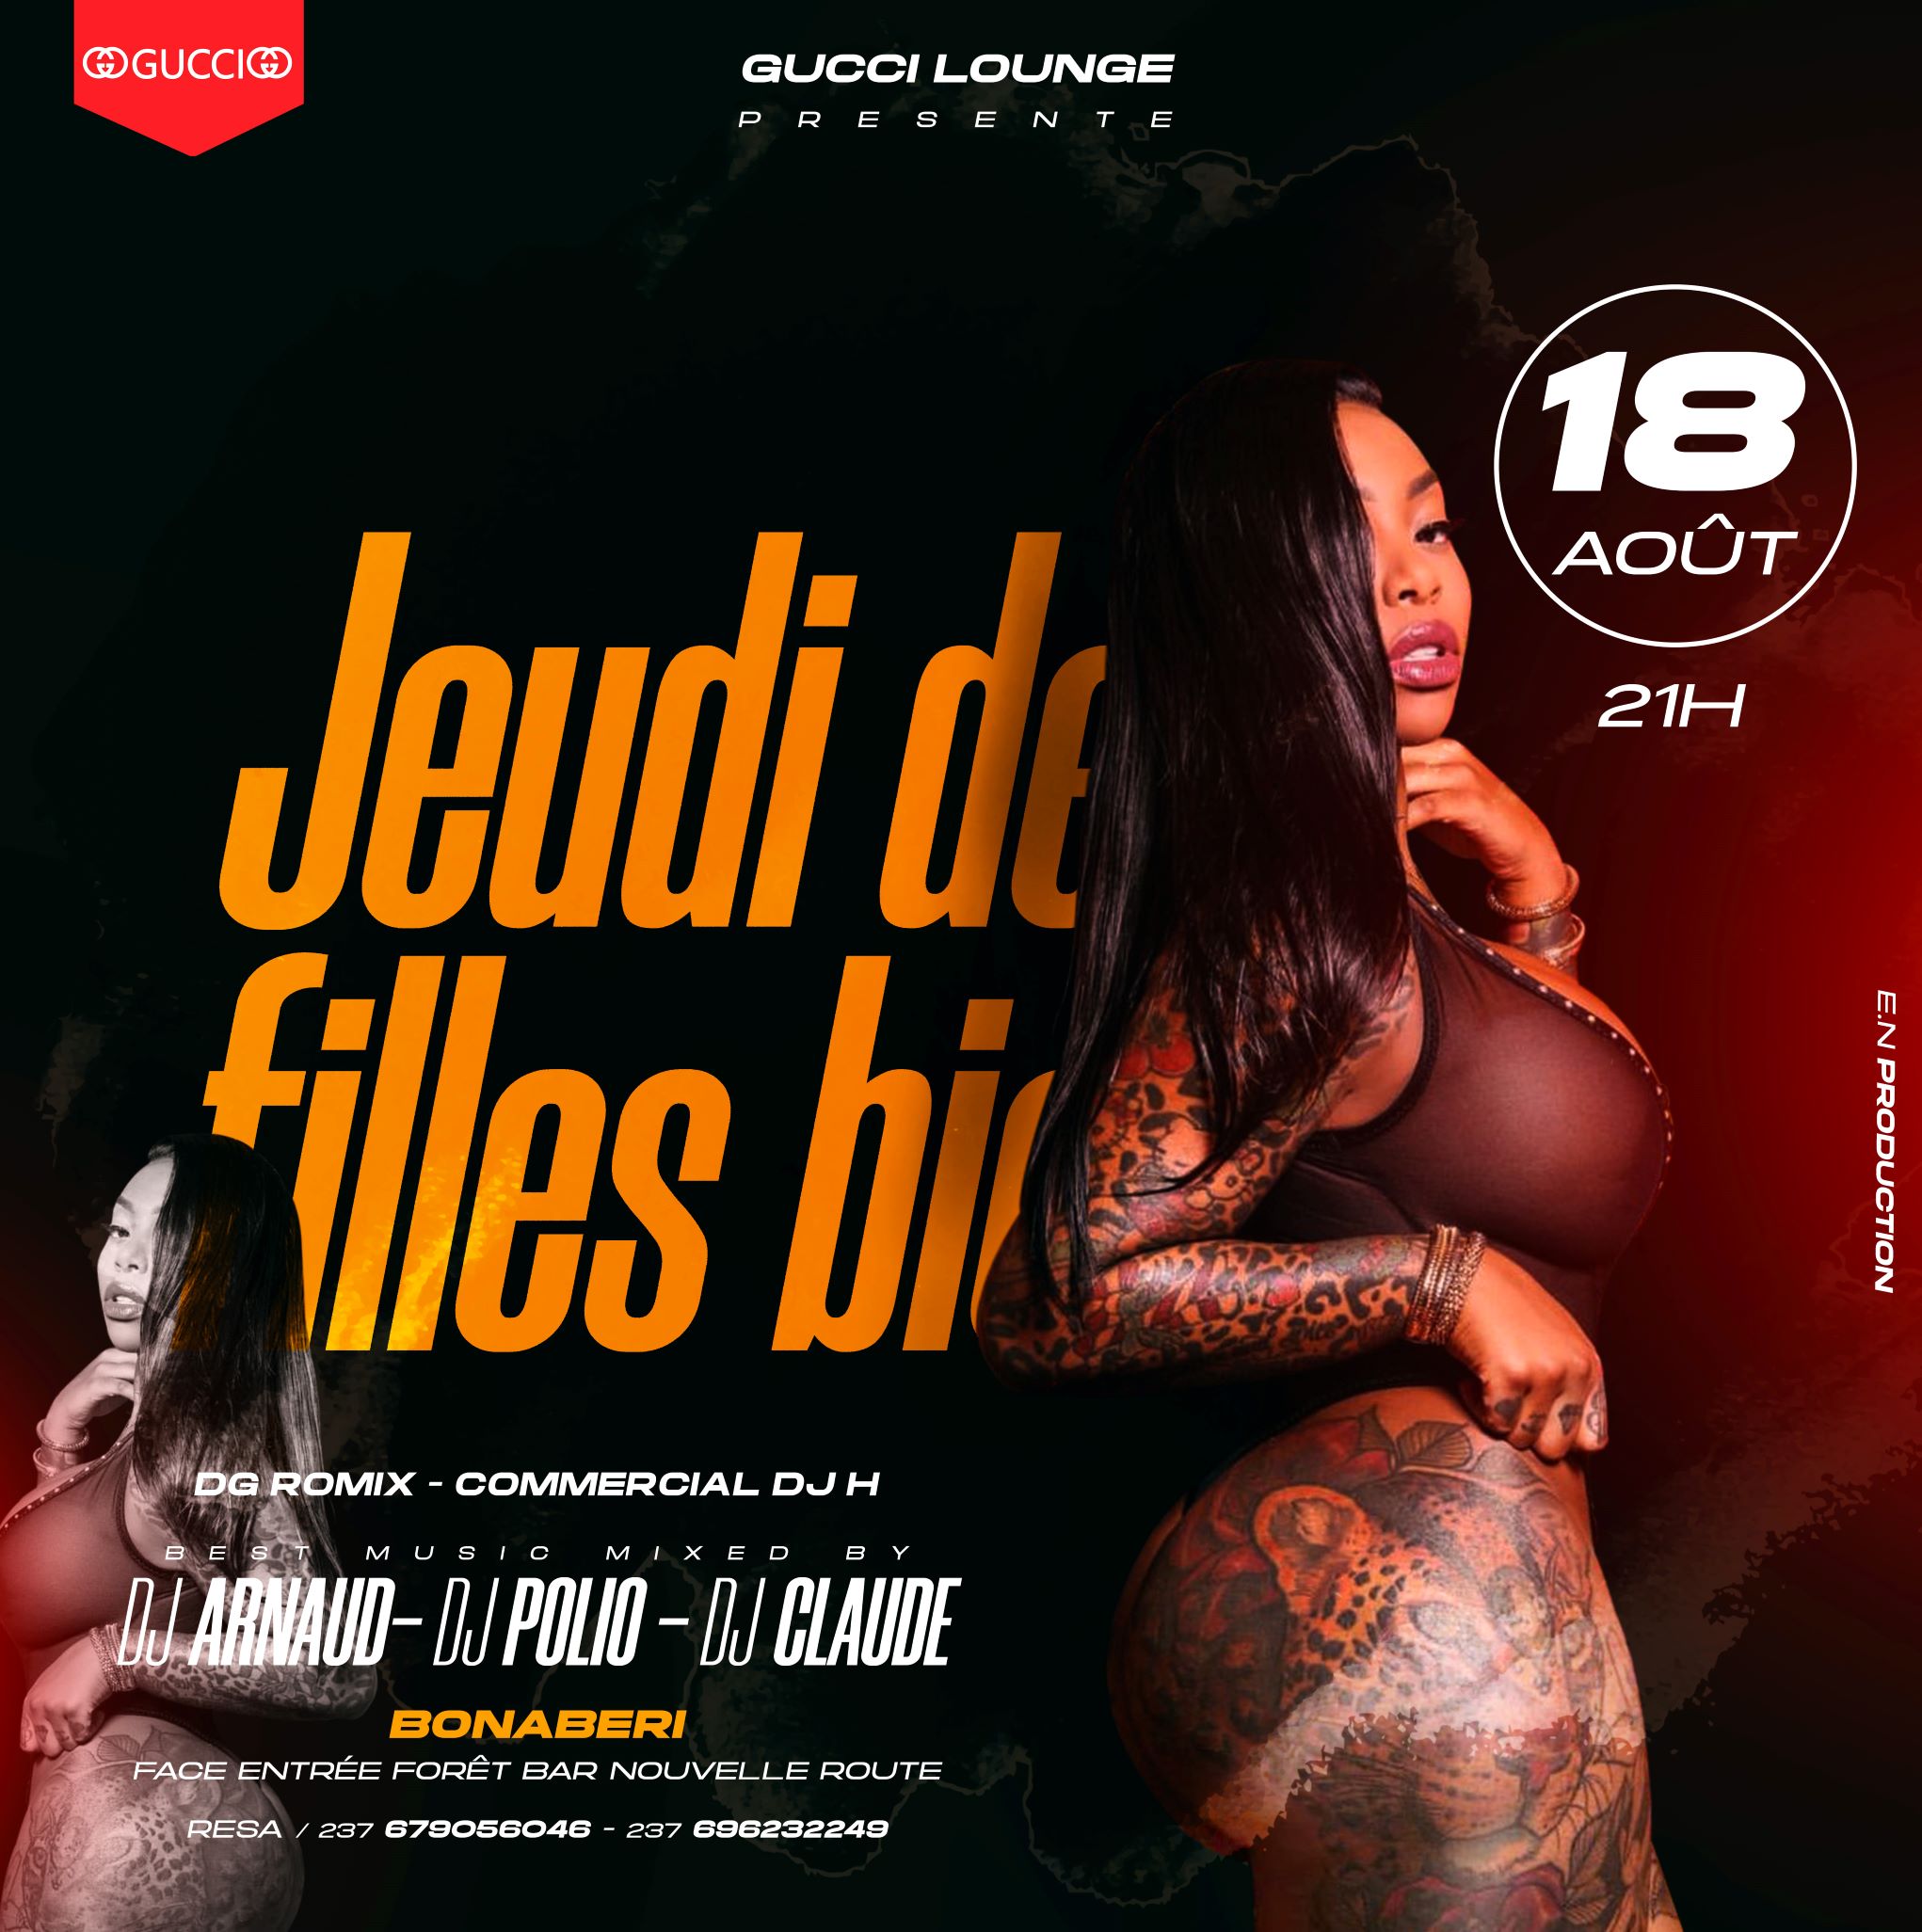 GUCCI
GUCCI LOUNGE
PRESENTE
18
AOÛT
21H
Jeudi de
filles bie
E.N PRODUCTION
DG ROMIX - COMMERCIAL DJ H
BEST MUSIC MIXED BY
DJ ARNAUD - DJ POLIO - DJ CLAUDE
BONABERI
FACE ENTRÉE FORÊT BAR NOUVELLE ROUTE
RESA / 237 679056046 - 237 696232249